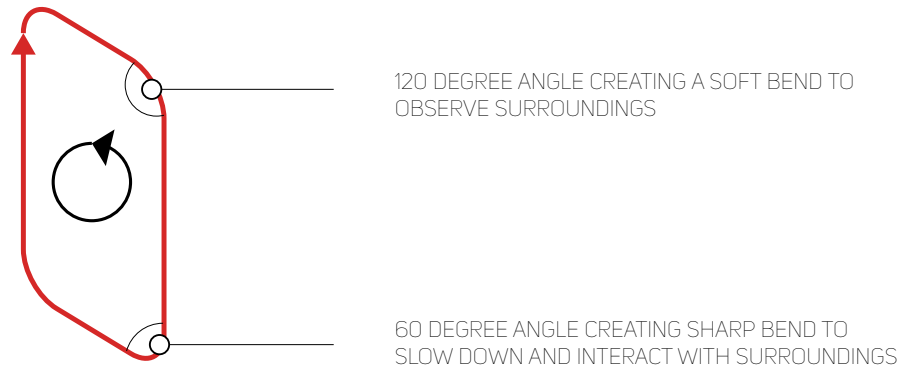 120 DEGREE ANGLE CREATING A SOFT BEND TO
OBSERVE SURROUNDINGS
60 DEGREE ANGLE CREATING SHARP BEND TO
SLOW DOWN AND INTERACT WITH SURROUNDINGS